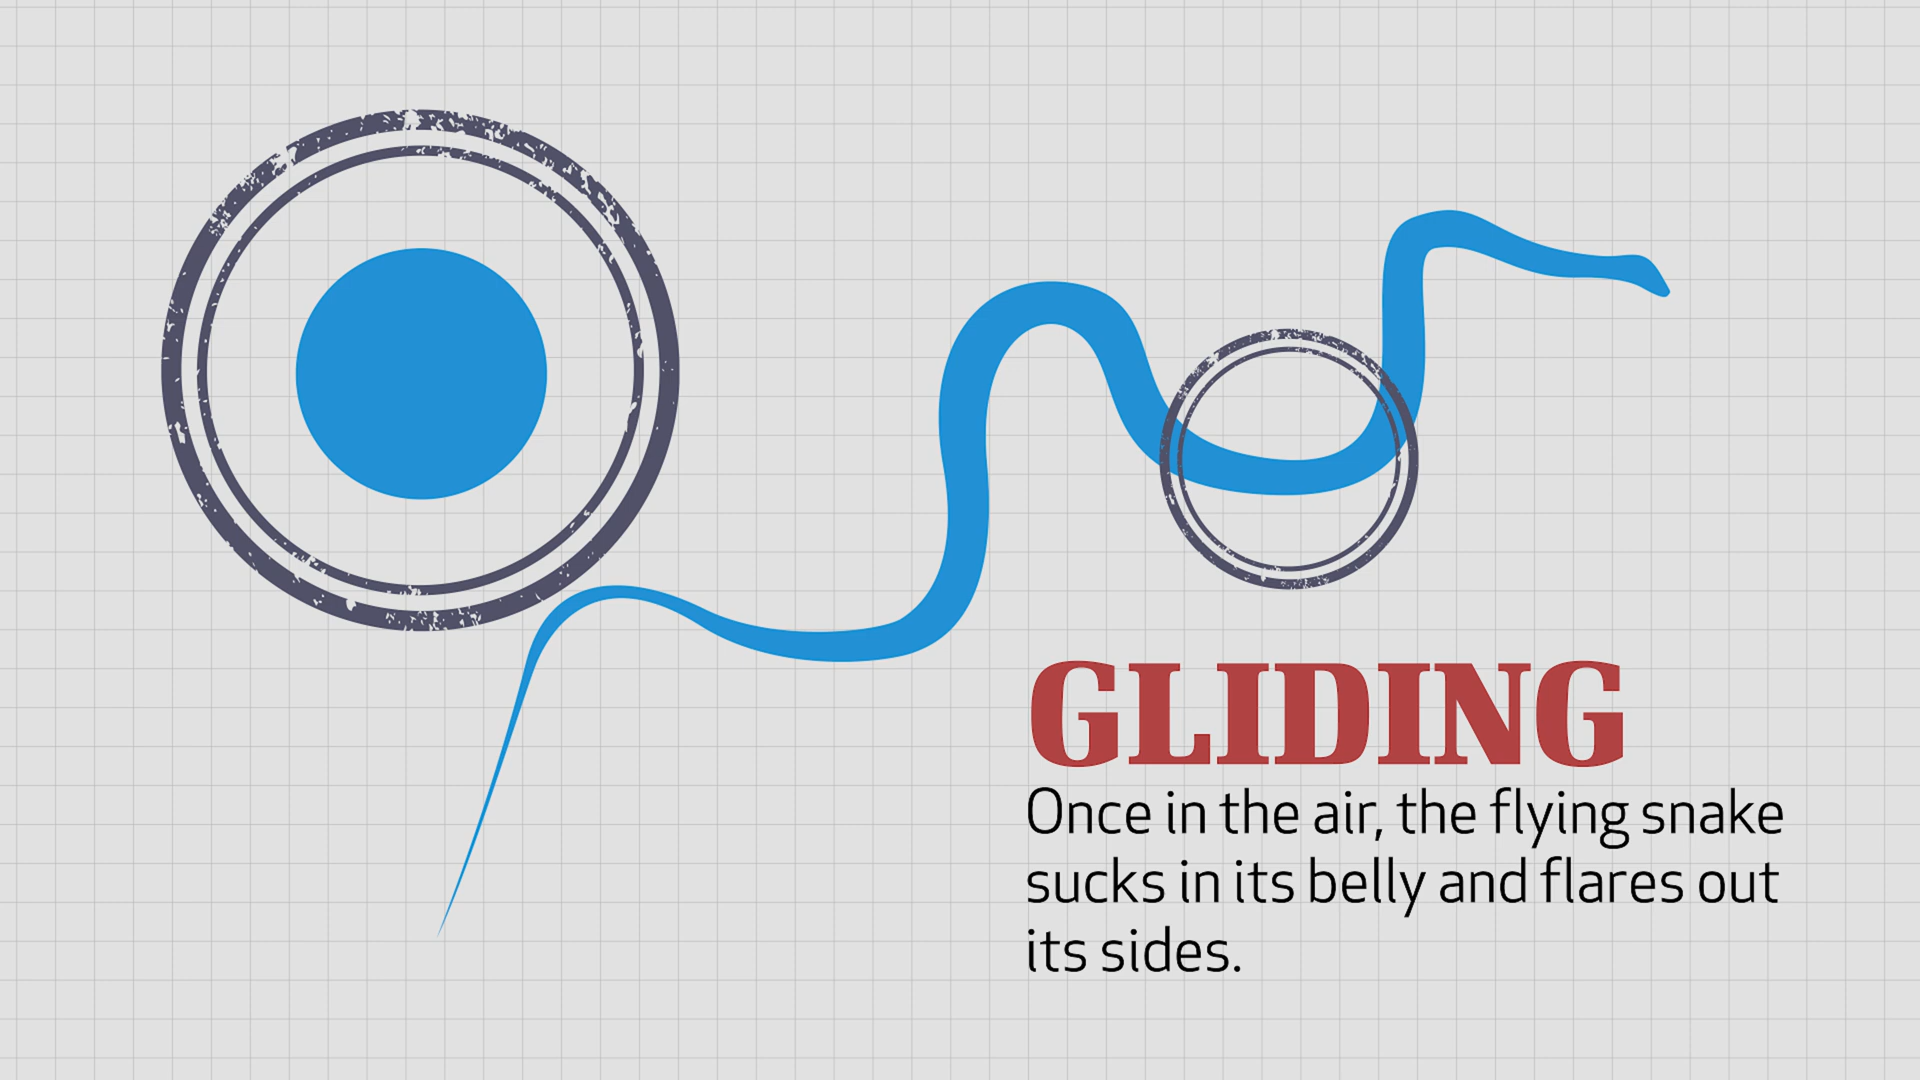 GLIDING
Once in the air, the flying snake
sucks in its belly and flares out
its sides.